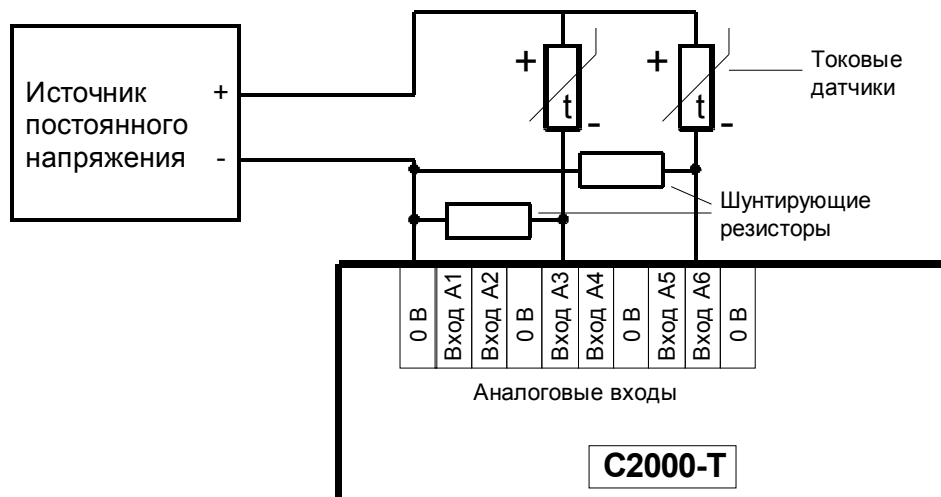 Источник
постоянного
напряжения
+
-
+
t
-
+
t
-
Токовые
датчики
Шунтирующие
резисторы
0 В
Вход А1
Вход А2
0 В
Вход А3
Вход А4
0 В
Вход А5
Вход А6
0 В
Аналоговые входы
С2000-Т